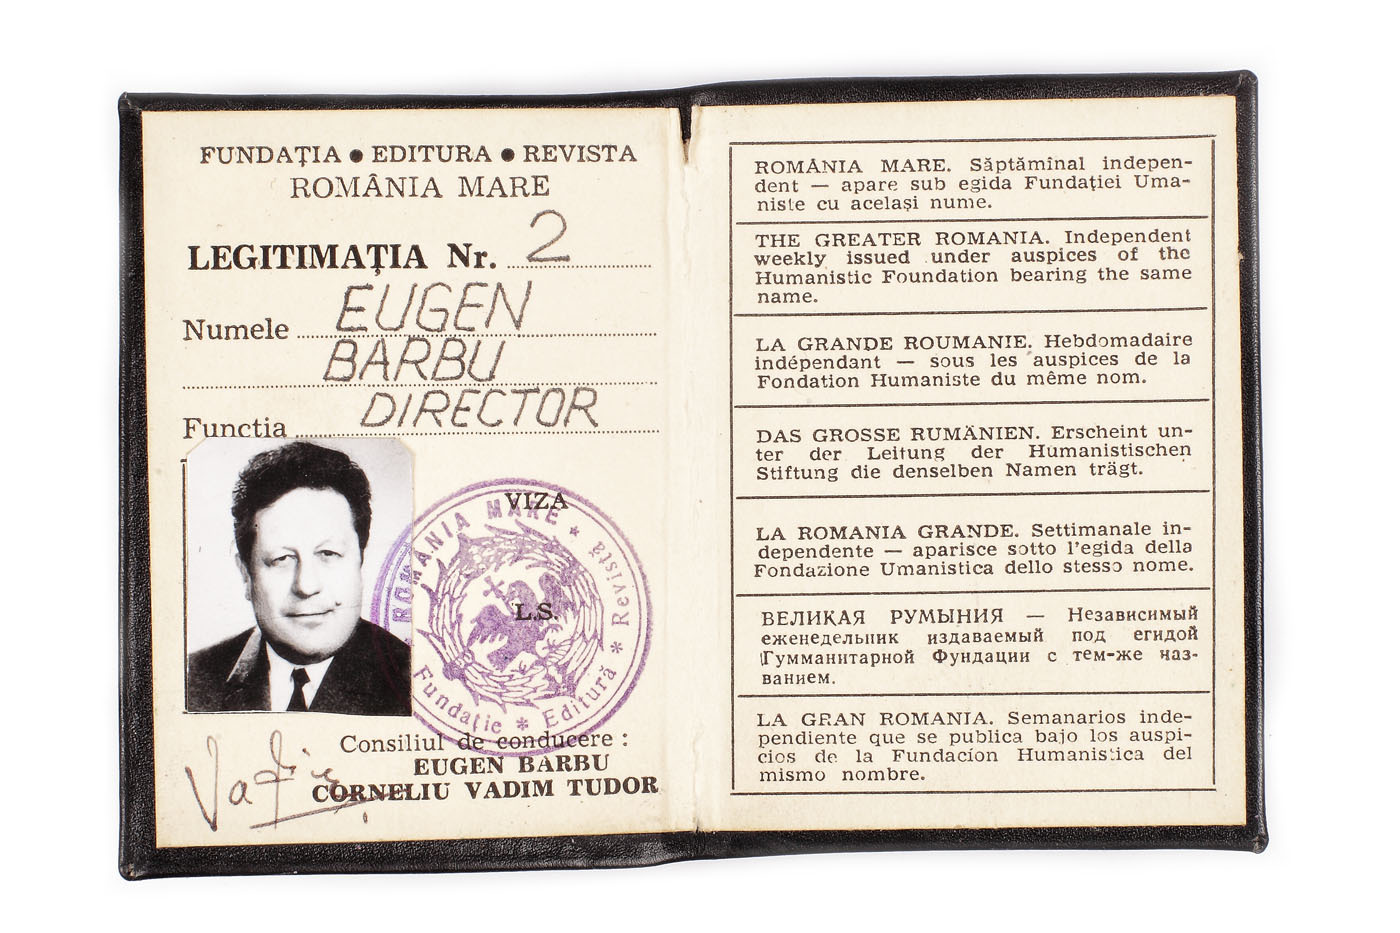 FUNDAȚIA ● EDITURA ● REVISTA
ROMÂNIA MARE
LEGITIMAȚIA Nr. 2
Numele EUGEN
BARBU
Funcția DIRECTOR
VIZA
L.S.
ROMÂNIA MARE * Revistă * Editură * Fundație
Consiliul de conducere :
EUGEN BARBU
CORNELIU VADIM TUDOR
ROMÂNIA MARE. Săptămînal indepen-
dent — apare sub egida Fundației Uma-
niste cu același nume.
THE GREATER ROMANIA. Independent
weekly issued under auspices of the
Humanistic Foundation bearing the same
name.
LA GRANDE ROUMANIE. Hebdomadaire
indépendant — sous les auspices de la
Fondation Humaniste du même nom.
DAS GROSSE RUMÄNIEN. Erscheint un-
ter der Leitung der Humanistischen
Stiftung die denselben Namen trägt.
LA ROMANIA GRANDE. Settimanale in-
dependente — aparisce sotto l'egida della
Fondazione Umanistica dello stesso nome.
ВЕЛИКАЯ РУМЫНИЯ — Независимый
еженедельник издаваемый под егидой
Гумманитарной Фундации с тем-же наз-
ванием.
LA GRAN ROMANIA. Semanarios inde-
pendiente que se publica bajo los auspi-
cios de la Fundacíon Humanistica del
mismo nombre.